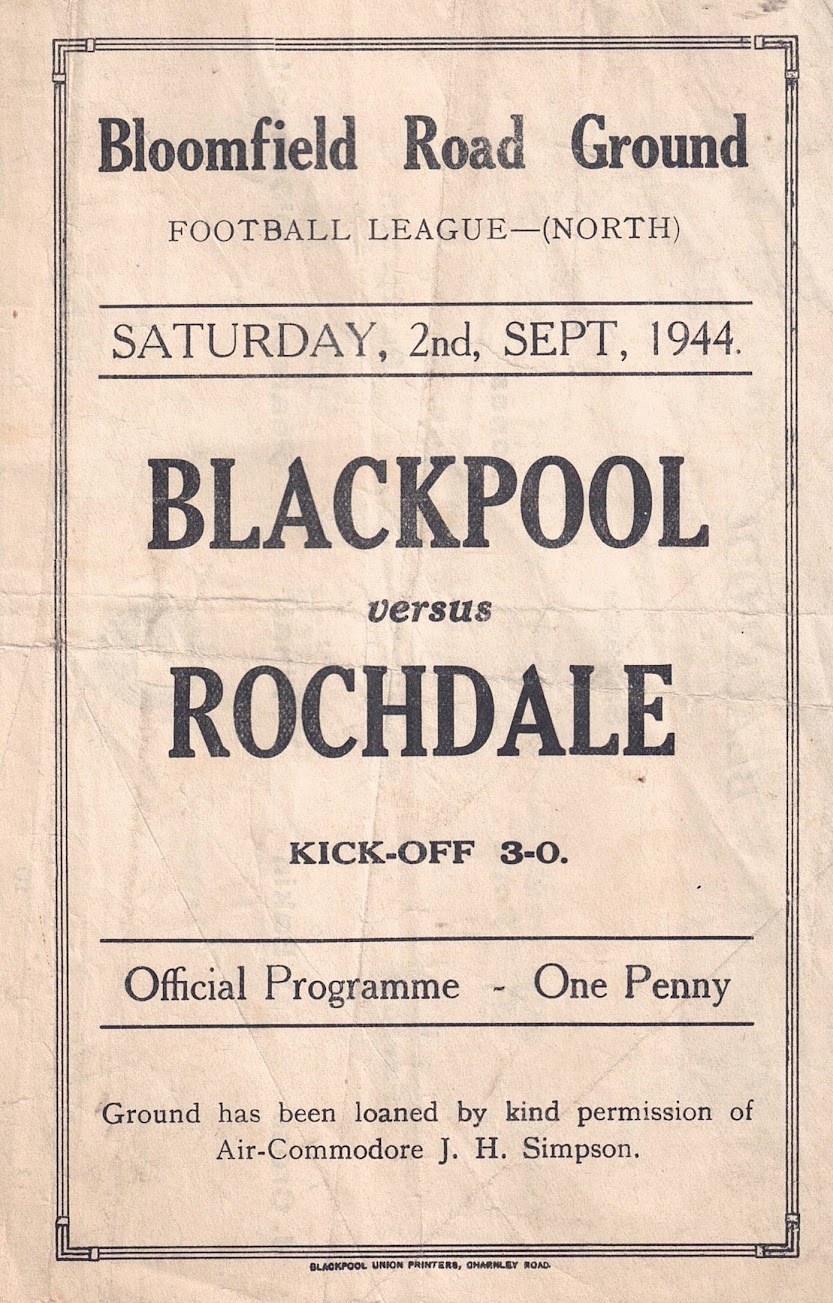 Bloomfield Road Ground
FOOTBALL LEAGUE—(NORTH)
SATURDAY, 2nd, SEPT, 1944.
BLACKPOOL
versus
ROCHDALE
KICK-OFF 3-0.
Official Programme - One Penny
Ground has been loaned by kind permission of
Air-Commodore J. H. Simpson.
BLACKPOOL UNION PRINTERS, CHARNLEY ROAD.